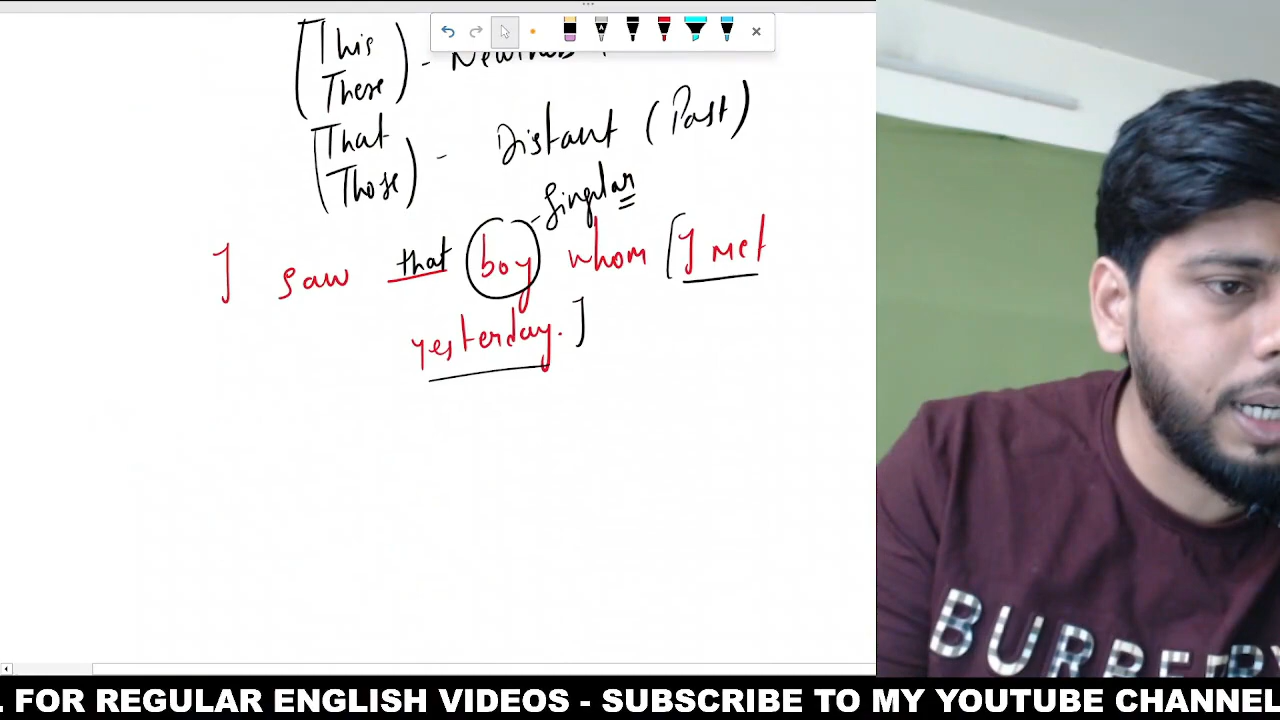 This
These
That
Those
- Distant (Past)
- Singular
I saw that boy whom [I met
yesterday.]
BURBERRY
FOR REGULAR ENGLISH VIDEOS - SUBSCRIBE TO MY YOUTUBE CHANNEL